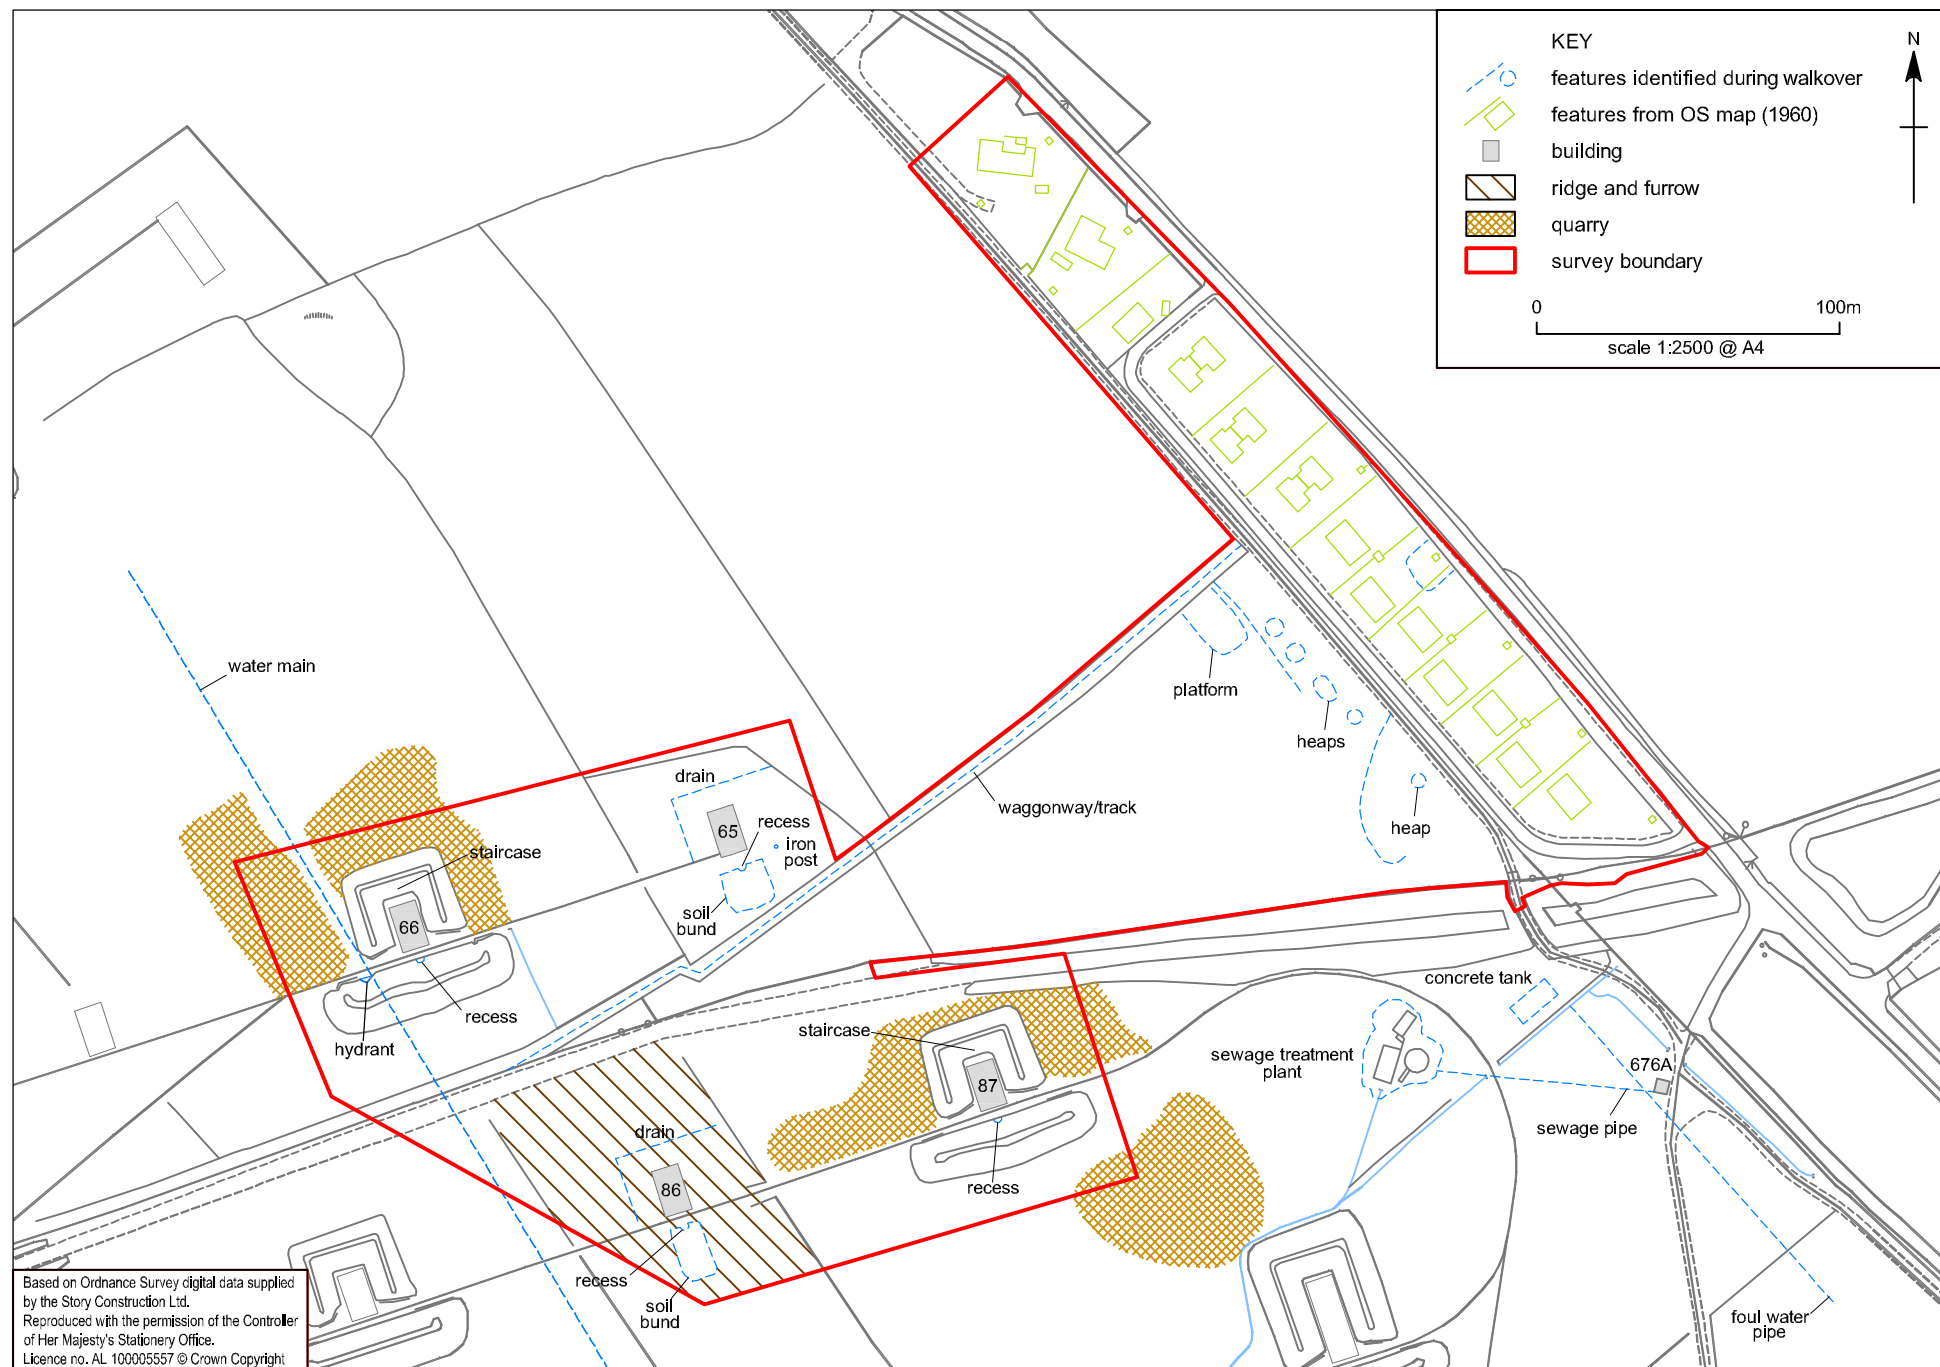 KEY
N
features identified during walkover
features from OS map (1960)
building
ridge and furrow
quarry
survey boundary
0
100m
scale 1:2500 @ A4
water main
platform
heaps
waggonway/track
heap
drain
65
recess
iron
post
staircase
66
soil
bund
recess
hydrant
concrete tank
staircase
87
sewage treatment
plant
676A
sewage pipe
drain
86
recess
recess
soil
bund
foul water
pipe
Based on Ordnance Survey digital data supplied
by the Story Construction Ltd.
Reproduced with the permission of the Controller
of Her Majesty's Stationery Office.
Licence no. AL 100005557 © Crown Copyright